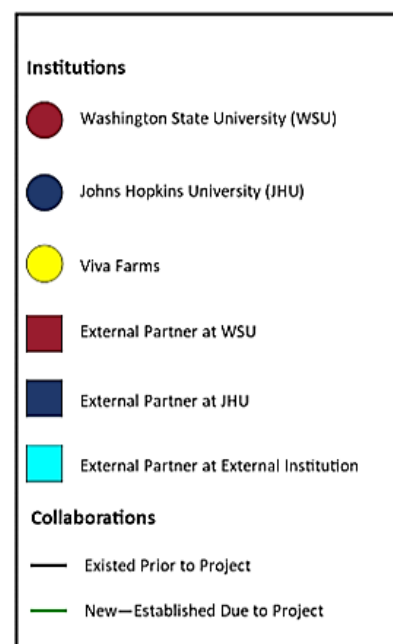 Institutions
Washington State University (WSU)
Johns Hopkins University (JHU)
Viva Farms
External Partner at WSU
External Partner at JHU
External Partner at External Institution
Collaborations
Existed Prior to Project
New—Established Due to Project